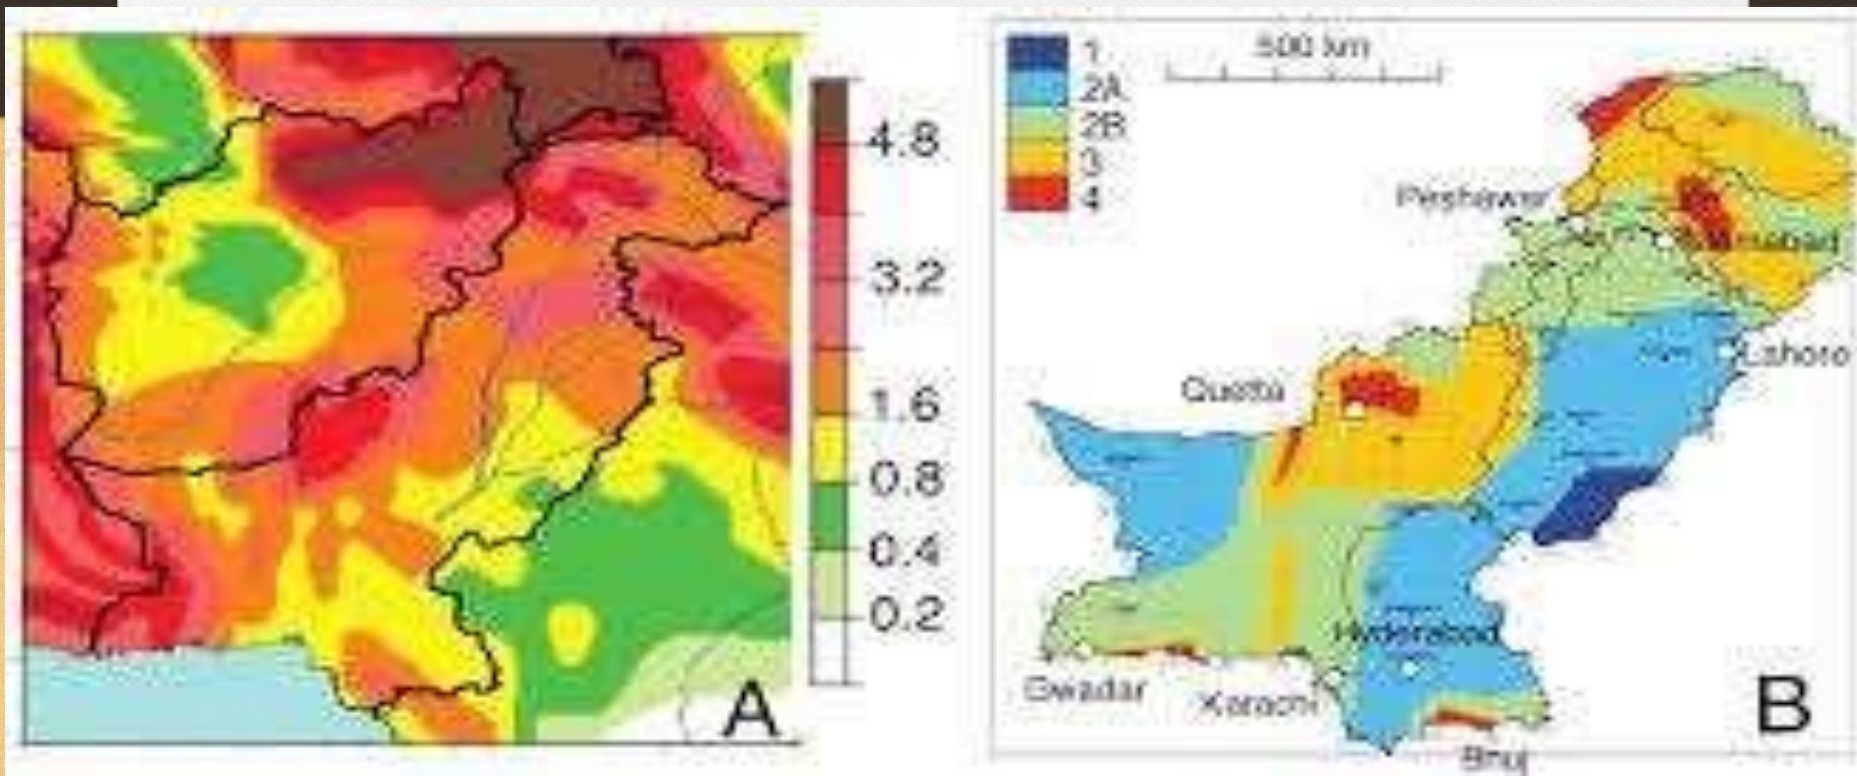 4.8
3.2
1.6
0.8
0.4
0.2
A
1
2A
2B
3
4
500 km
Peshawar
Quetta
Lahore
Hyderabad
Gwadar
Karachi
Bhuj
B